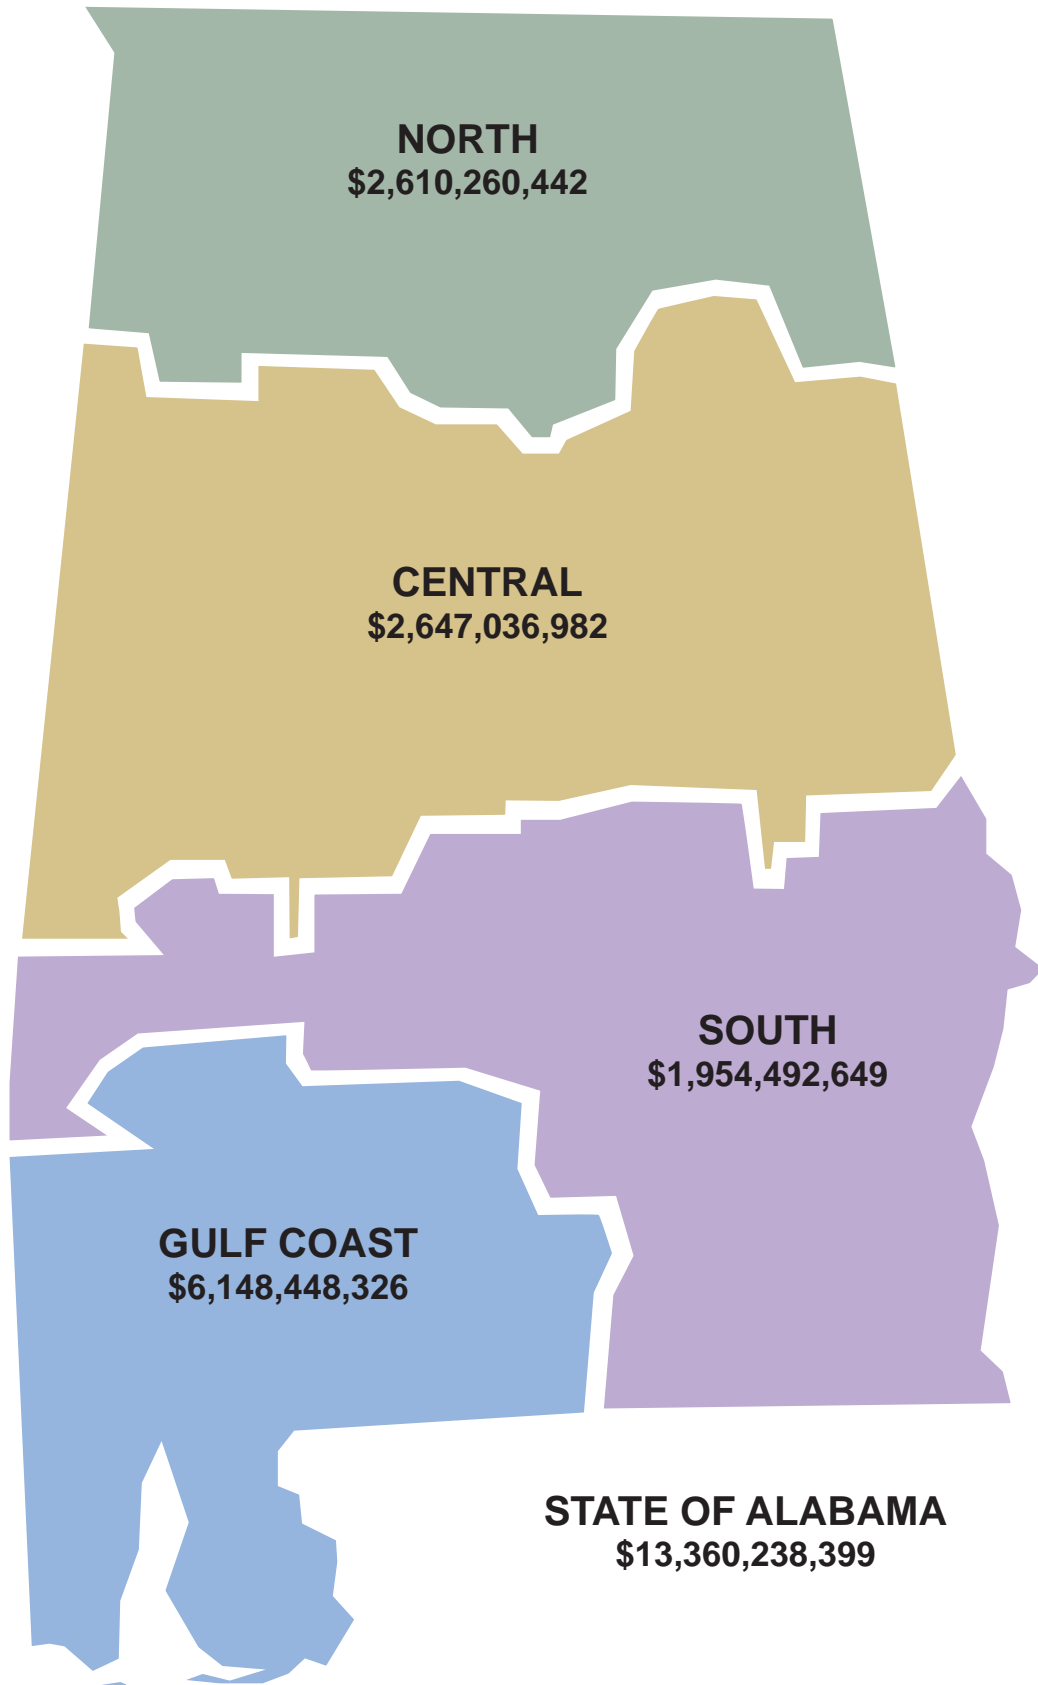 NORTH
$2,610,260,442
CENTRAL
$2,647,036,982
SOUTH
$1,954,492,649
GULF COAST
$6,148,448,326
STATE OF ALABAMA
$13,360,238,399